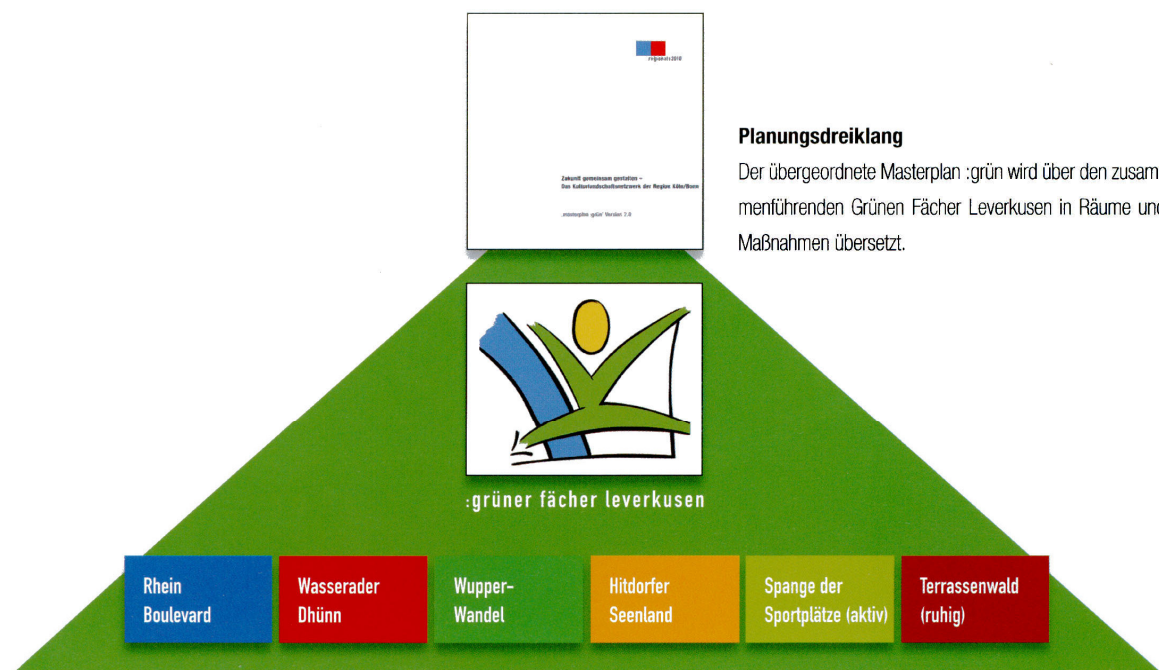 regionale2010
Zukunft gemeinsam gestalten –
Das Kulturlandschaftsnetzwerk der Region Köln/Bonn
'masterplan :grün' Version 2.0
Planungsdreiklang
Der übergeordnete Masterplan :grün wird über den zusam
menführenden Grünen Fächer Leverkusen in Räume und
Maßnahmen übersetzt.
:grüner fächer leverkusen
Rhein
Boulevard
Wasserader
Dhünn
Wupper-
Wandel
Hitdorfer
Seenland
Spange der
Sportplätze (aktiv)
Terrassenwald
(ruhig)